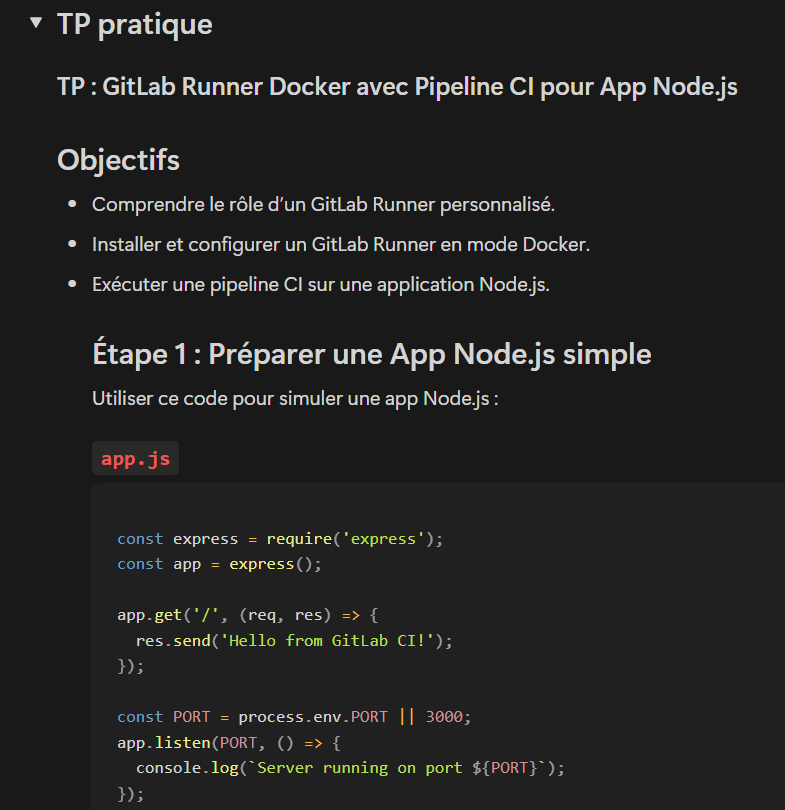 TP pratique
TP : GitLab Runner Docker avec Pipeline CI pour App Node.js
Objectifs
Comprendre le rôle d'un GitLab Runner personnalisé.
Installer et configurer un GitLab Runner en mode Docker.
Exécuter une pipeline CI sur une application Node.js.
Étape 1 : Préparer une App Node.js simple
Utiliser ce code pour simuler une app Node.js :
app.js
const express = require('express');
const app = express();
app.get('/', (req, res) => {
  res.send('Hello from GitLab CI!');
});
const PORT = process.env.PORT || 3000;
app.listen(PORT, () => {
  console.log(`Server running on port ${PORT}`);
});